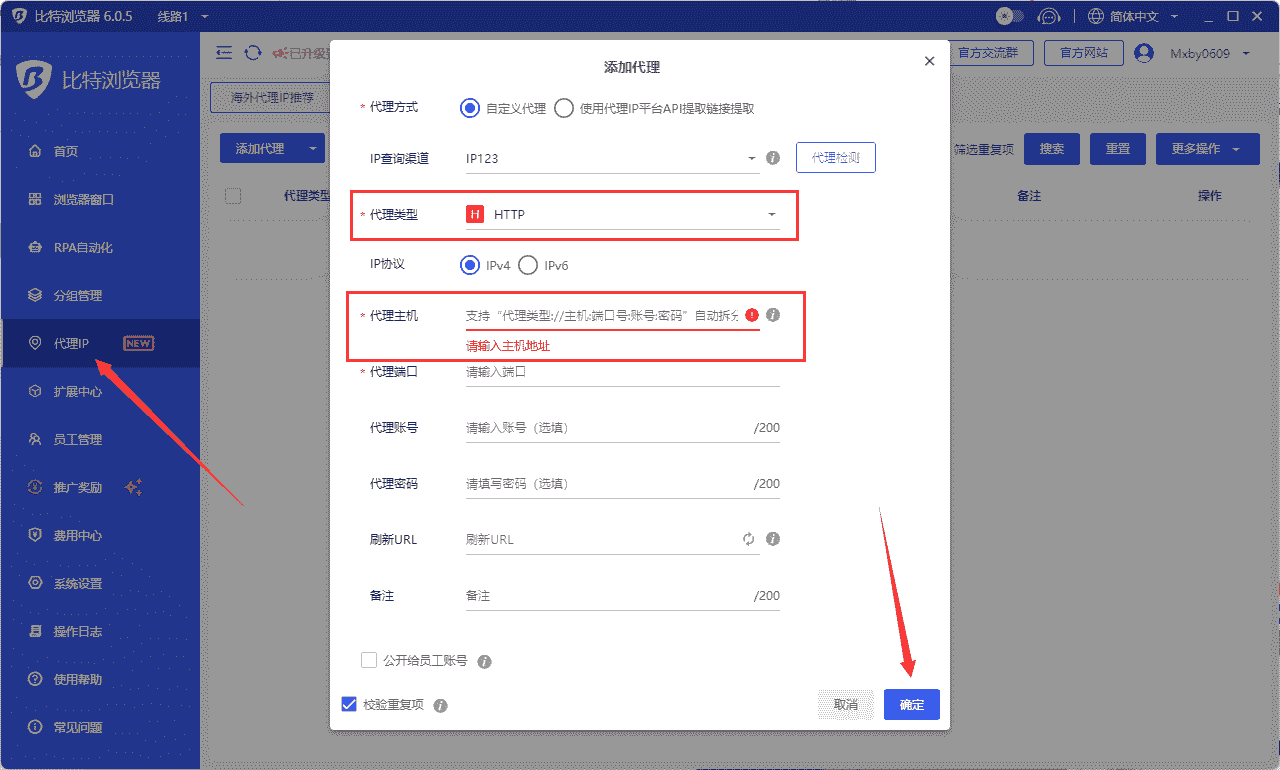 比特浏览器 6.0.5 线路1 简体中文
比特浏览器
已升级
官方交流群 官方网站 Mxby0609
海外代理IP推荐
添加代理 筛选重复项 搜索 重置 更多操作
代理类型 备注 操作
首页
浏览器窗口
RPA自动化
分组管理
代理IP NEW
扩展中心
员工管理
推广奖励
费用中心
系统设置
操作日志
使用帮助
常见问题
添加代理
* 代理方式 自定义代理 使用代理IP平台API提取链接提取
IP查询渠道 IP123 代理检测
* 代理类型 H HTTP
IP协议 IPv4 IPv6
* 代理主机 支持“代理类型://主机:端口号:账号:密码”自动拆分
请输入主机地址
* 代理端口 请输入端口
代理账号 请输入账号（选填） /200
代理密码 请填写密码（选填） /200
刷新URL 刷新URL
备注 备注 /200
公开给员工账号
校验重复项 取消 确定